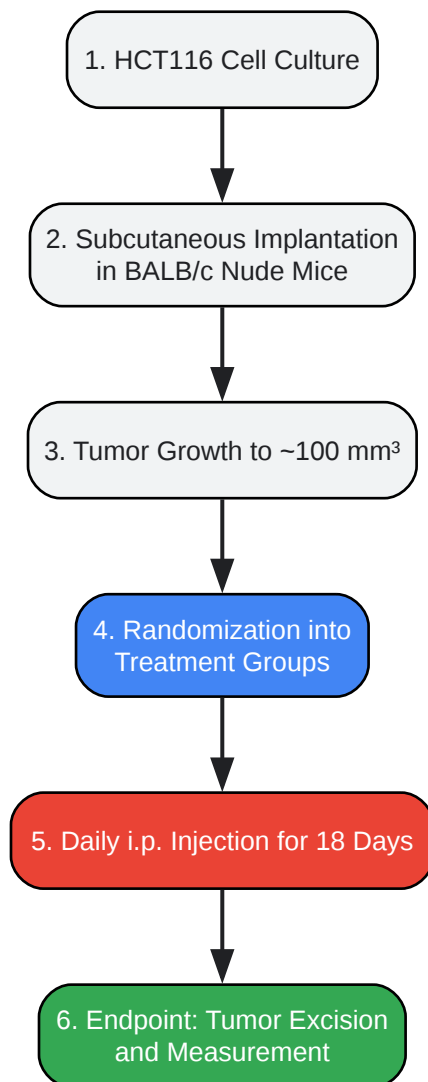 1. HCT116 Cell Culture
2. Subcutaneous Implantation
in BALB/c Nude Mice
3. Tumor Growth to ~100 mm³
4. Randomization into
Treatment Groups
5. Daily i.p. Injection for 18 Days
6. Endpoint: Tumor Excision
and Measurement